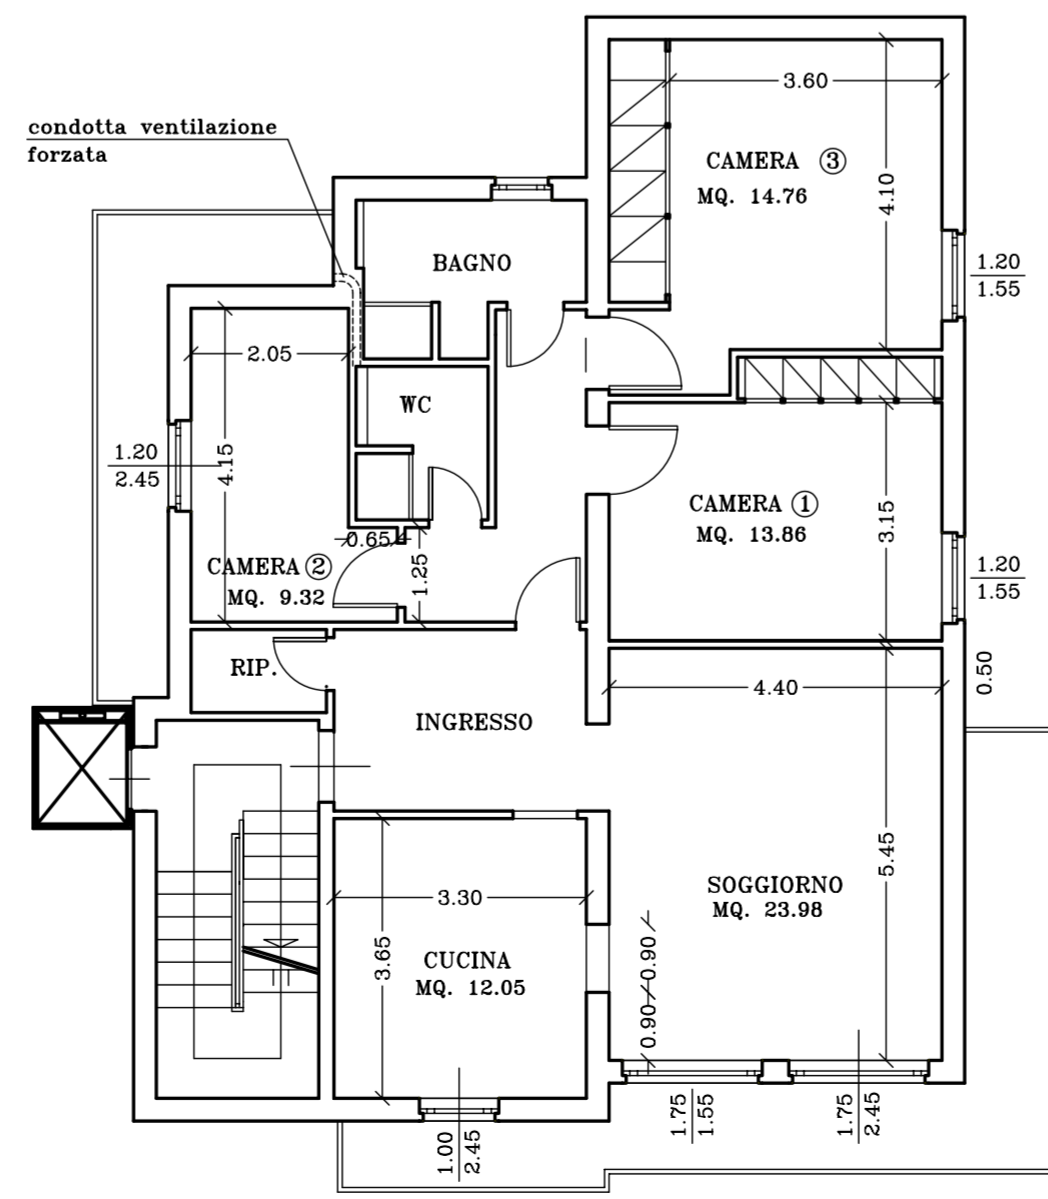 condotta ventilazione
forzata
3.60
CAMERA 3
MQ. 14.76
4.10
1.20
1.55
BAGNO
2.05
WC
1.20
2.45
4.15
CAMERA 1
MQ. 13.86
3.15
0.65
CAMERA 2
MQ. 9.32
1.25
1.20
1.55
RIP.
0.50
4.40
INGRESSO
5.45
SOGGIORNO
MQ. 23.98
3.30
3.65
CUCINA
MQ. 12.05
0.90
0.90
1.00
2.45
1.75
1.55
1.75
2.45